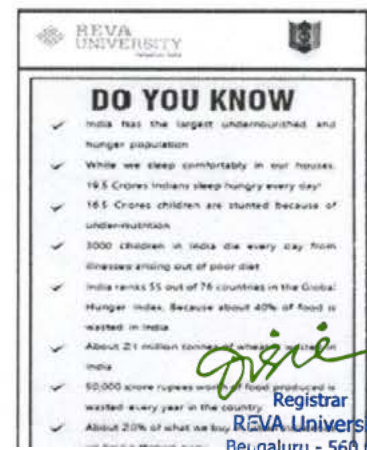 REVA
UNIVERSITY
DO YOU KNOW
India has the largest undernourished and
hunger population
While we sleep comfortably in our houses,
19.5 Crores Indians sleep hungry every day!
16.5 Crores children are stunted because of
under-nutrition
3000 children in India die every day from
illnesses arising out of poor diet
India ranks 55 out of 76 countries in the Global
Hunger Index. Because about 40% of food is
wasted in India
About 21 million tonnes of wheat wasted in
India
50,000 crore rupees worth of food produced is
wasted every year in the country
About 20% of what we buy
Registrar
REVA Universi
Bengaluru - 560